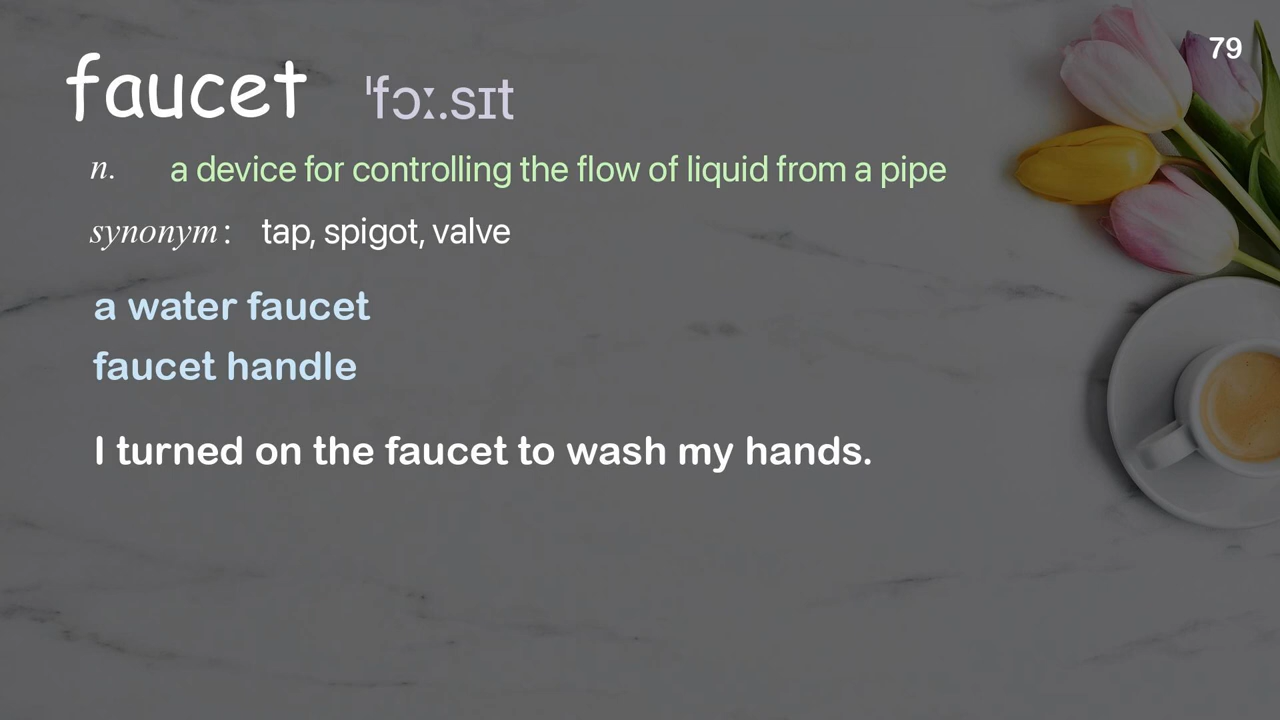 79
faucet ˈfɔː.sɪt
n. a device for controlling the flow of liquid from a pipe
synonym: tap, spigot, valve
a water faucet
faucet handle
I turned on the faucet to wash my hands.